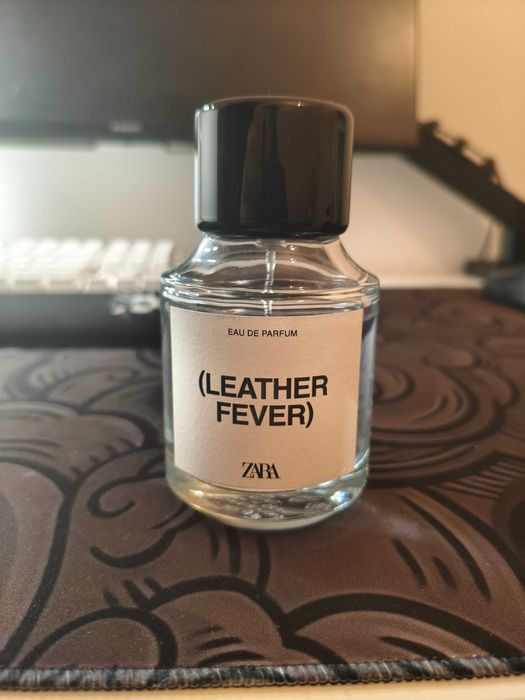 EAU DE PARFUM
(LEATHER
FEVER)
ZARA